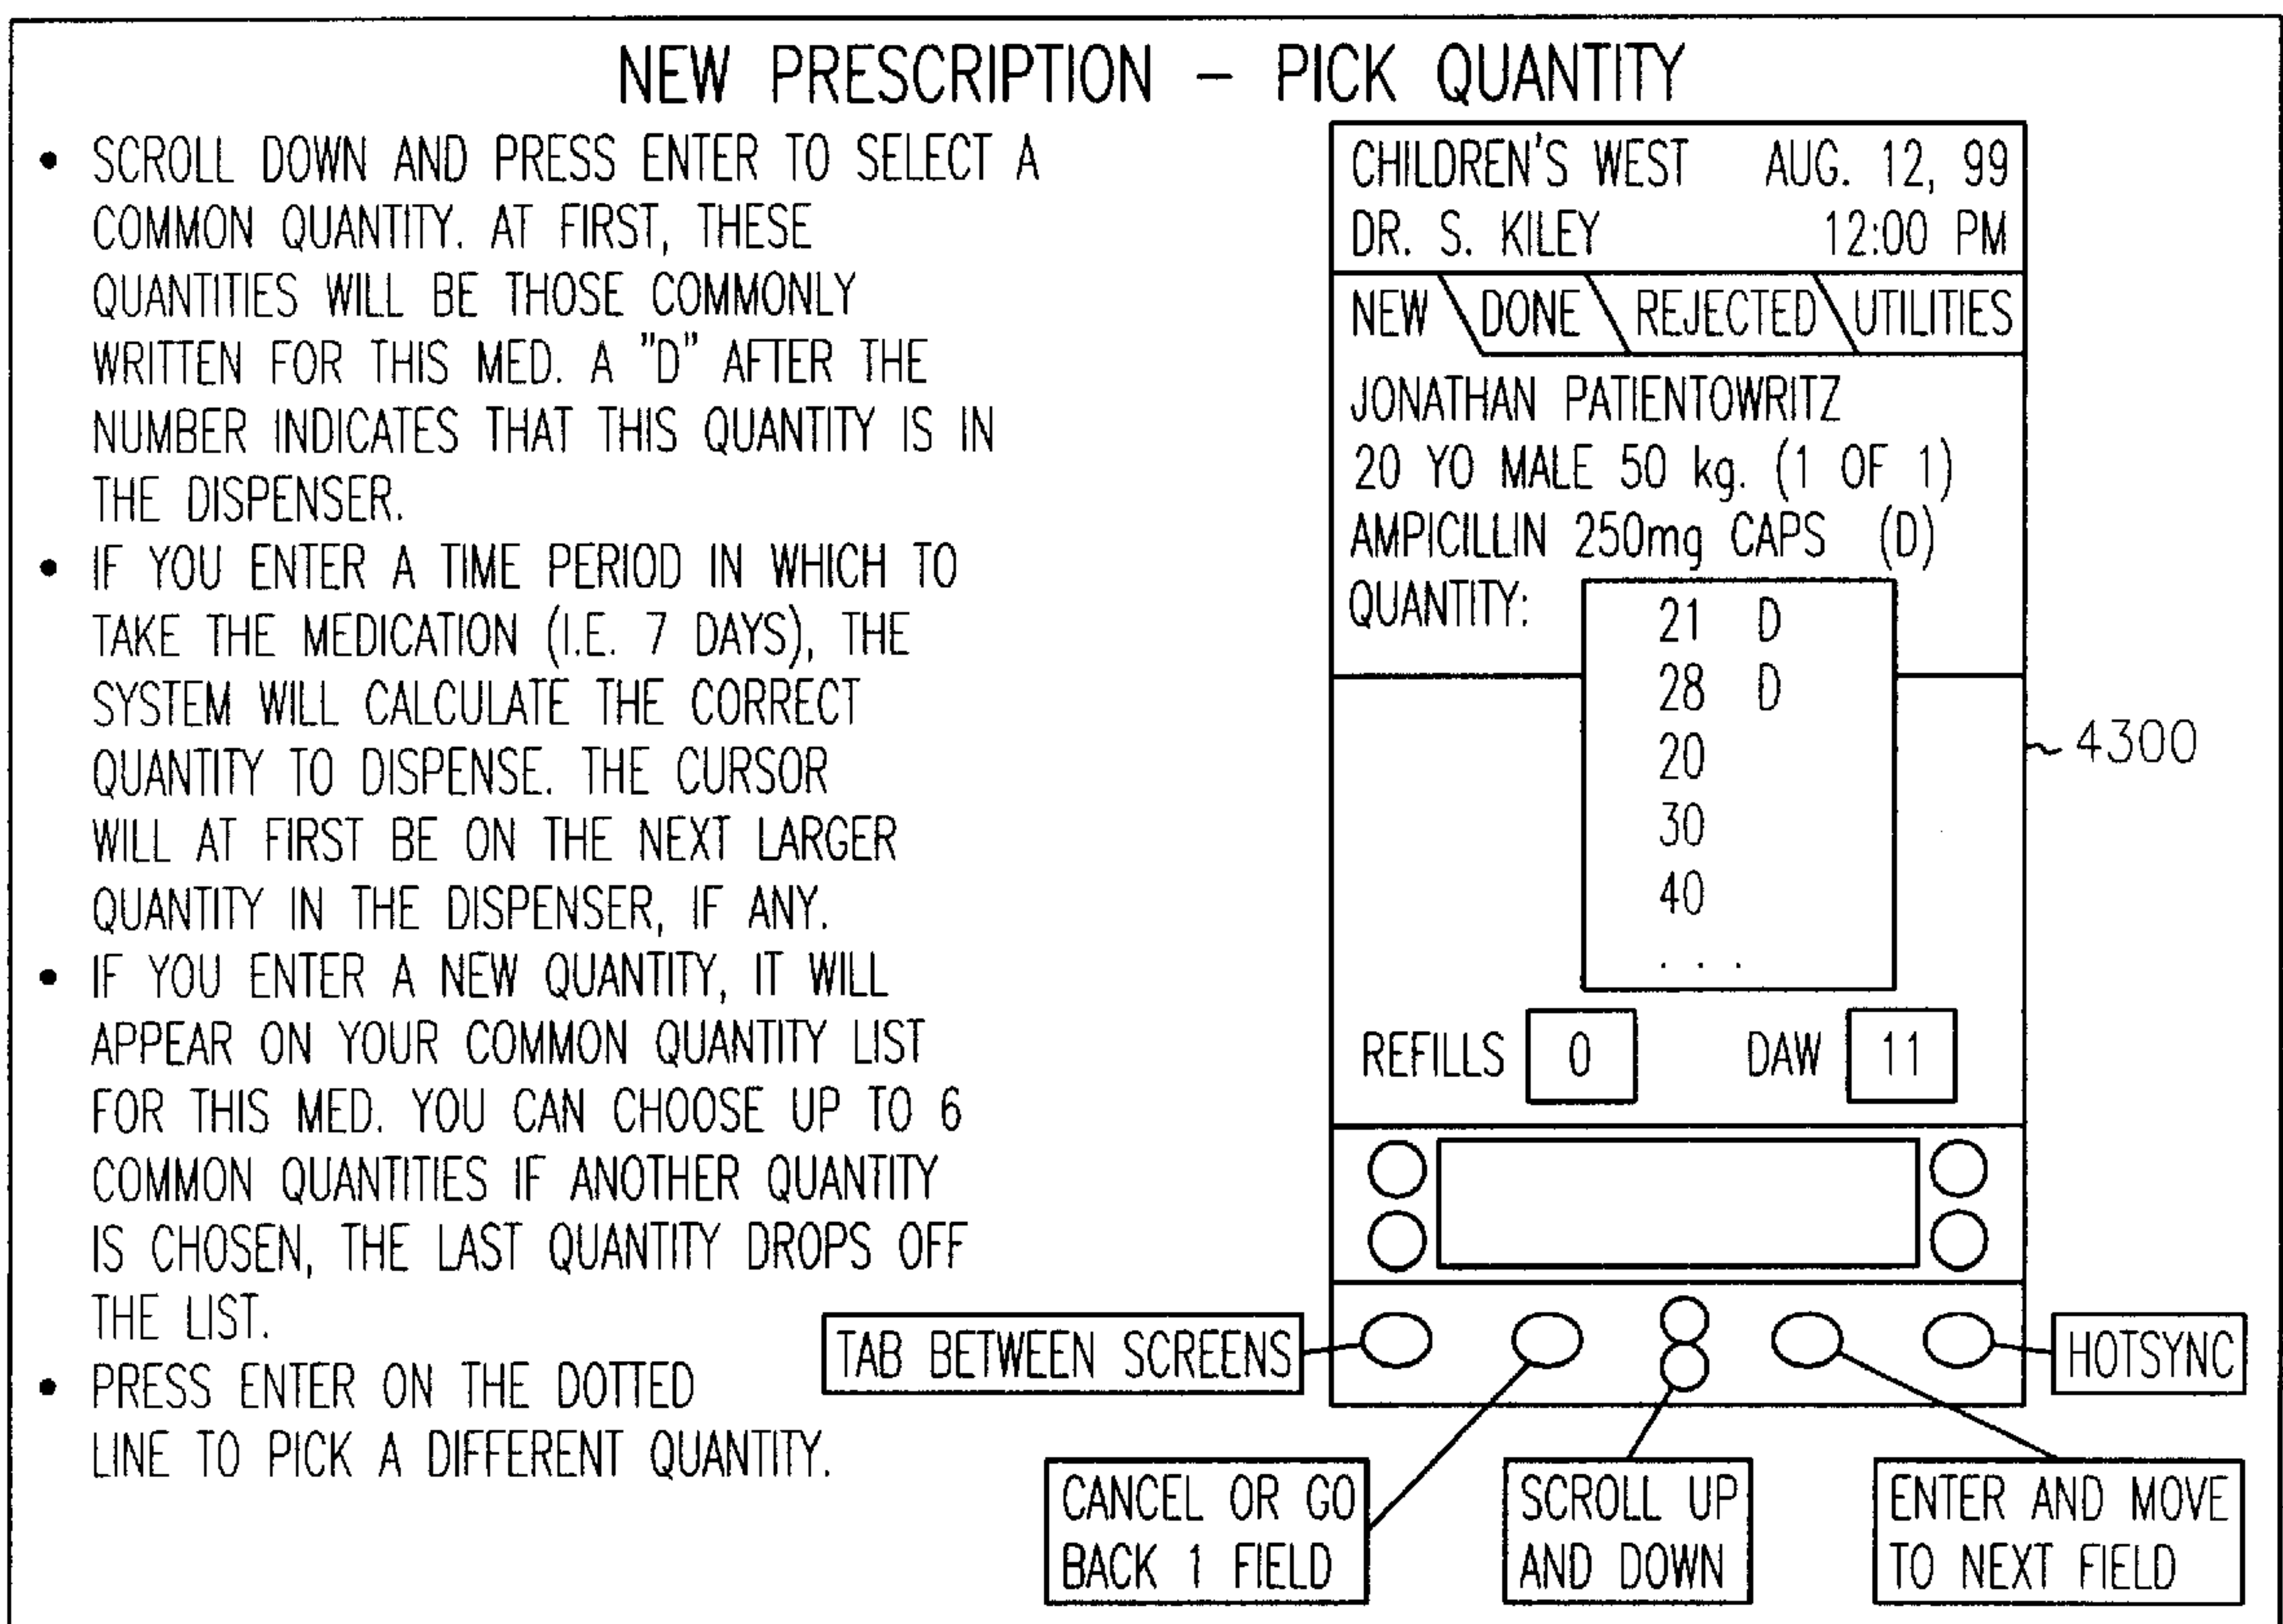 NEW PRESCRIPTION – PICK QUANTITY
• SCROLL DOWN AND PRESS ENTER TO SELECT A
COMMON QUANTITY. AT FIRST, THESE
QUANTITIES WILL BE THOSE COMMONLY
WRITTEN FOR THIS MED. A "D" AFTER THE
NUMBER INDICATES THAT THIS QUANTITY IS IN
THE DISPENSER.
• IF YOU ENTER A TIME PERIOD IN WHICH TO
TAKE THE MEDICATION (I.E. 7 DAYS), THE
SYSTEM WILL CALCULATE THE CORRECT
QUANTITY TO DISPENSE. THE CURSOR
WILL AT FIRST BE ON THE NEXT LARGER
QUANTITY IN THE DISPENSER, IF ANY.
• IF YOU ENTER A NEW QUANTITY, IT WILL
APPEAR ON YOUR COMMON QUANTITY LIST
FOR THIS MED. YOU CAN CHOOSE UP TO 6
COMMON QUANTITIES IF ANOTHER QUANTITY
IS CHOSEN, THE LAST QUANTITY DROPS OFF
THE LIST.
• PRESS ENTER ON THE DOTTED
LINE TO PICK A DIFFERENT QUANTITY.
CHILDREN'S WEST AUG. 12, 99
DR. S. KILEY 12:00 PM
NEW DONE REJECTED UTILITIES
JONATHAN PATIENTOWRITZ
20 YO MALE 50 kg. (1 OF 1)
AMPICILLIN 250mg CAPS (D)
QUANTITY:
21 D
28 D
20
30
40
. . .
4300
REFILLS 0 DAW 11
TAB BETWEEN SCREENS
HOTSYNC
CANCEL OR GO
BACK 1 FIELD
SCROLL UP
AND DOWN
ENTER AND MOVE
TO NEXT FIELD